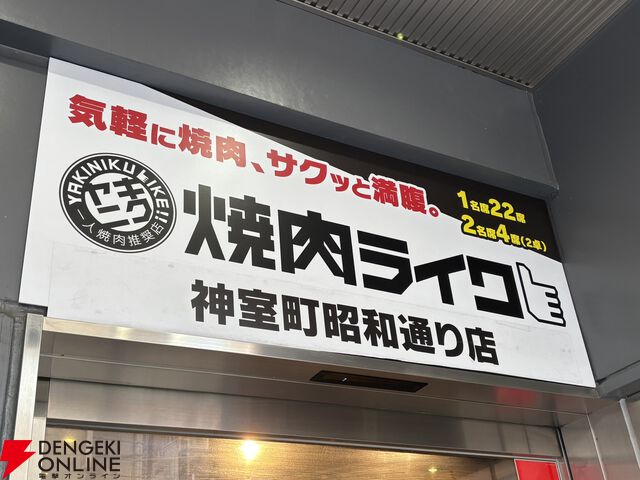 気軽に焼肉、サクッと満腹。
YAKINIKU LIKE!!
ヤキ
ニク
一人焼肉推奨店
1名席22席
2名席4席(2卓)
焼肉ライク
神室町昭和通り店
DENGEKI
ONLINE
電撃オンライン